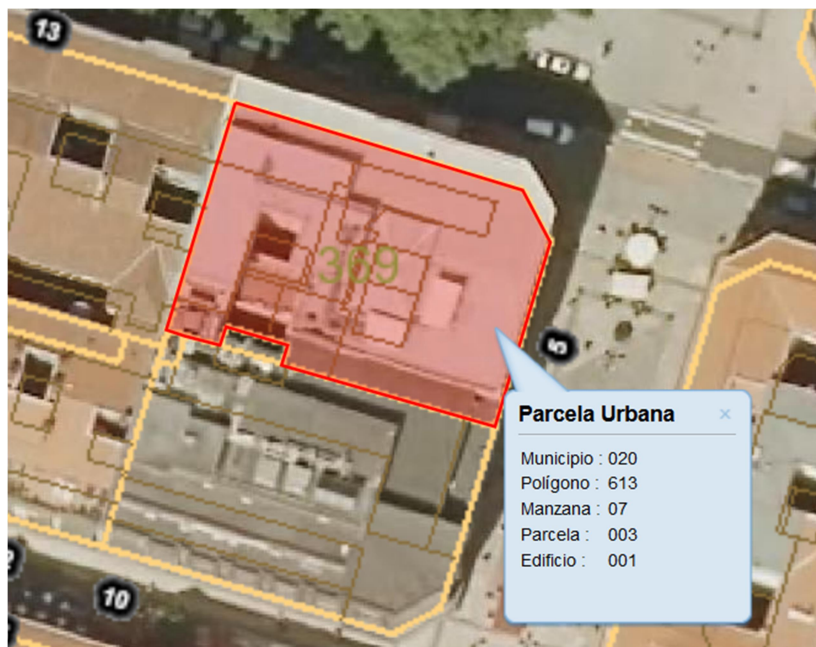 13
369
5
Parcela Urbana ×
Municipio : 020
Polígono : 613
Manzana : 07
Parcela : 003
Edificio : 001
10